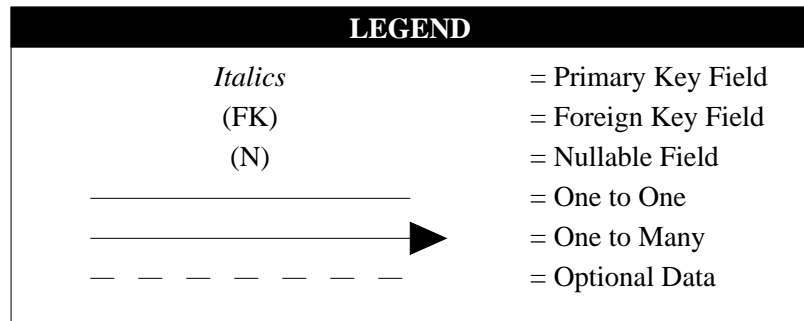 LEGEND
Italics = Primary Key Field
(FK) = Foreign Key Field
(N) = Nullable Field
= One to One
= One to Many
= Optional Data